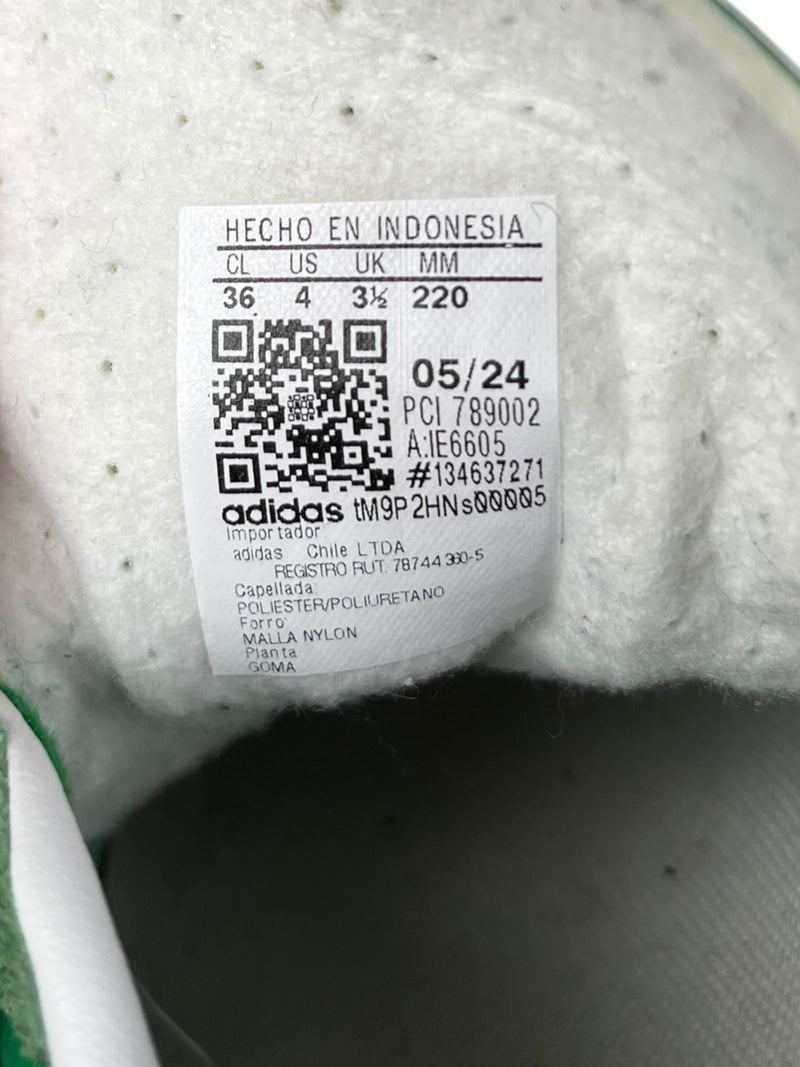 HECHO EN INDONESIA
CL US UK MM
36 4 3½ 220
05/24
PCI 789002
A:IE6605
#134637271
adidas tM9P2HNsØØØØ5
Importador
adidas Chile LTDA
REGISTRO RUT: 78744360-5
Capellada:
POLIESTER/POLIURETANO
Forro
MALLA NYLON
Planta
GOMA